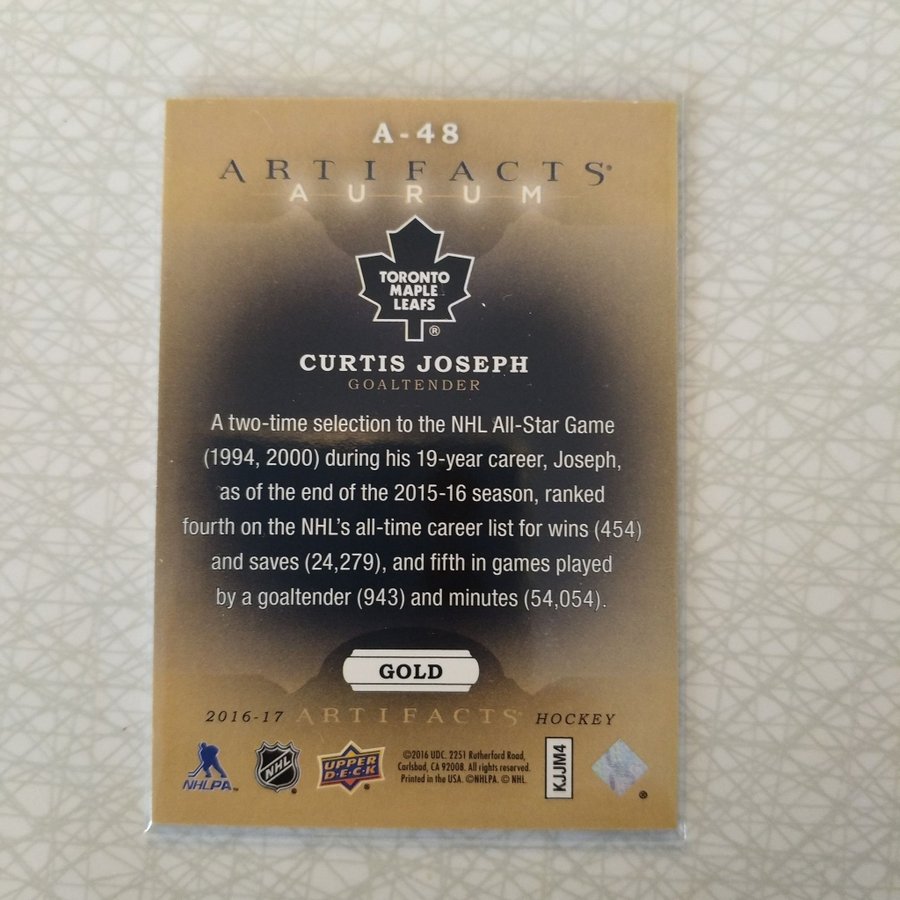 A-48
ARTIFACTS®
AURUM
TORONTO
MAPLE
LEAFS
®
CURTIS JOSEPH
GOALTENDER
A two-time selection to the NHL All-Star Game
(1994, 2000) during his 19-year career, Joseph,
as of the end of the 2015-16 season, ranked
fourth on the NHL's all-time career list for wins (454)
and saves (24,279), and fifth in games played
by a goaltender (943) and minutes (54,054).
GOLD
2016-17 ARTIFACTS® HOCKEY
NHLPA™
NHL®
UPPER
D·E·C·K®
©2016 UDC. 2251 Rutherford Road,
Carlsbad, CA 92008. All rights reserved.
Printed in the USA. ©NHLPA. © NHL.
KJJM4
®